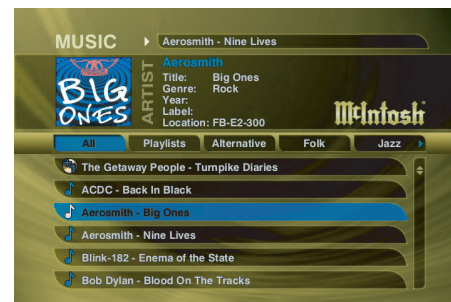 MUSIC
Aerosmith - Nine Lives
BIG
ONES
ARTIST
Aerosmith
Title: Big Ones
Genre: Rock
Year:
Label:
Location: FB-E2-300
McIntosh
All Playlists Alternative Folk Jazz
The Getaway People - Turnpike Diaries
ACDC - Back In Black
Aerosmith - Big Ones
Aerosmith - Nine Lives
Blink-182 - Enema of the State
Bob Dylan - Blood On The Tracks